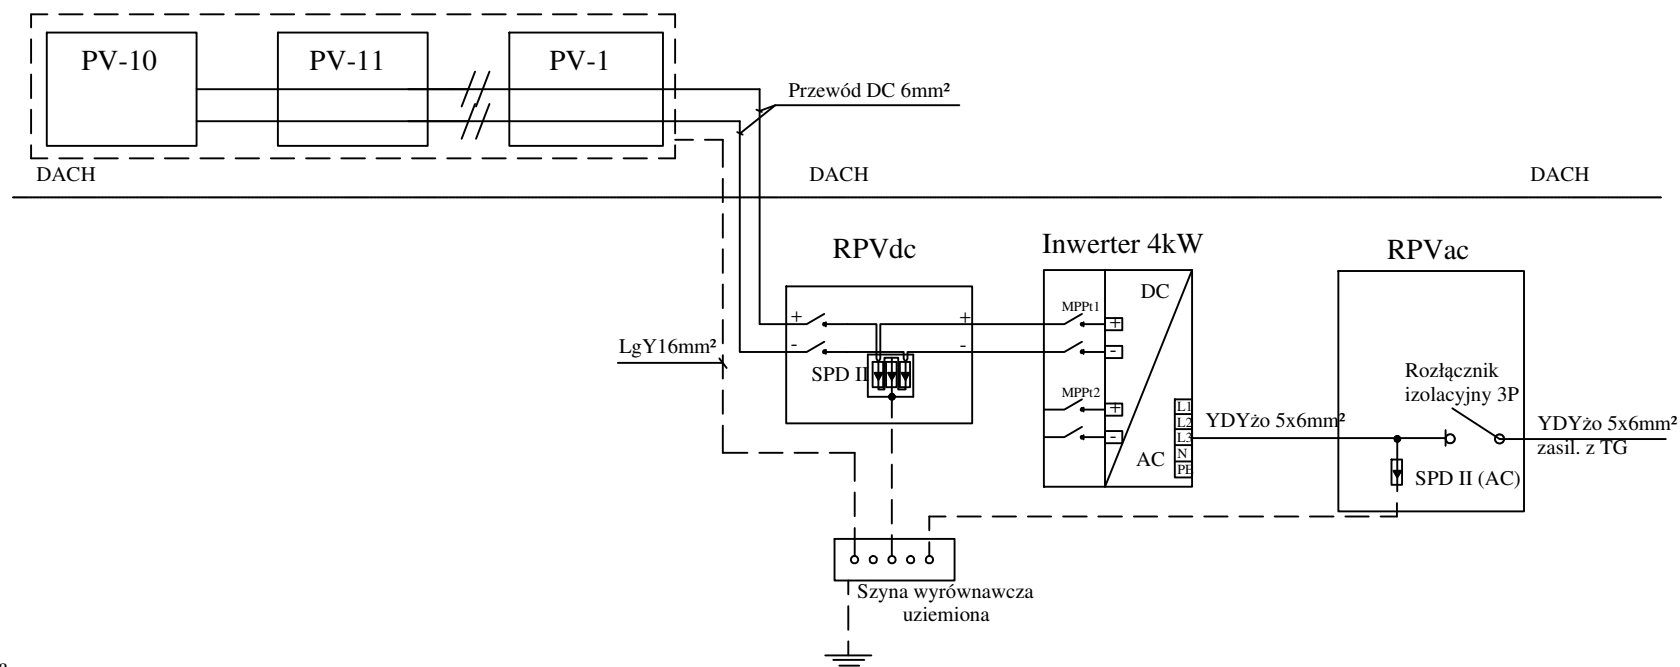 PV-10
PV-11
PV-1
Przewód DC 6mm²
DACH
DACH
DACH
RPVdc
Inwerter 4kW
RPVac
DC
MPPt1
+
+
+
-
-
-
LgY16mm²
SPD II
Rozłącznik
izolacyjny 3P
MPPt2
+
-
L1
L2
L3
N
PE
AC
YDYżo 5x6mm²
YDYżo 5x6mm²
zasil. z TG
SPD II (AC)
Szyna wyrównawcza
uziemiona